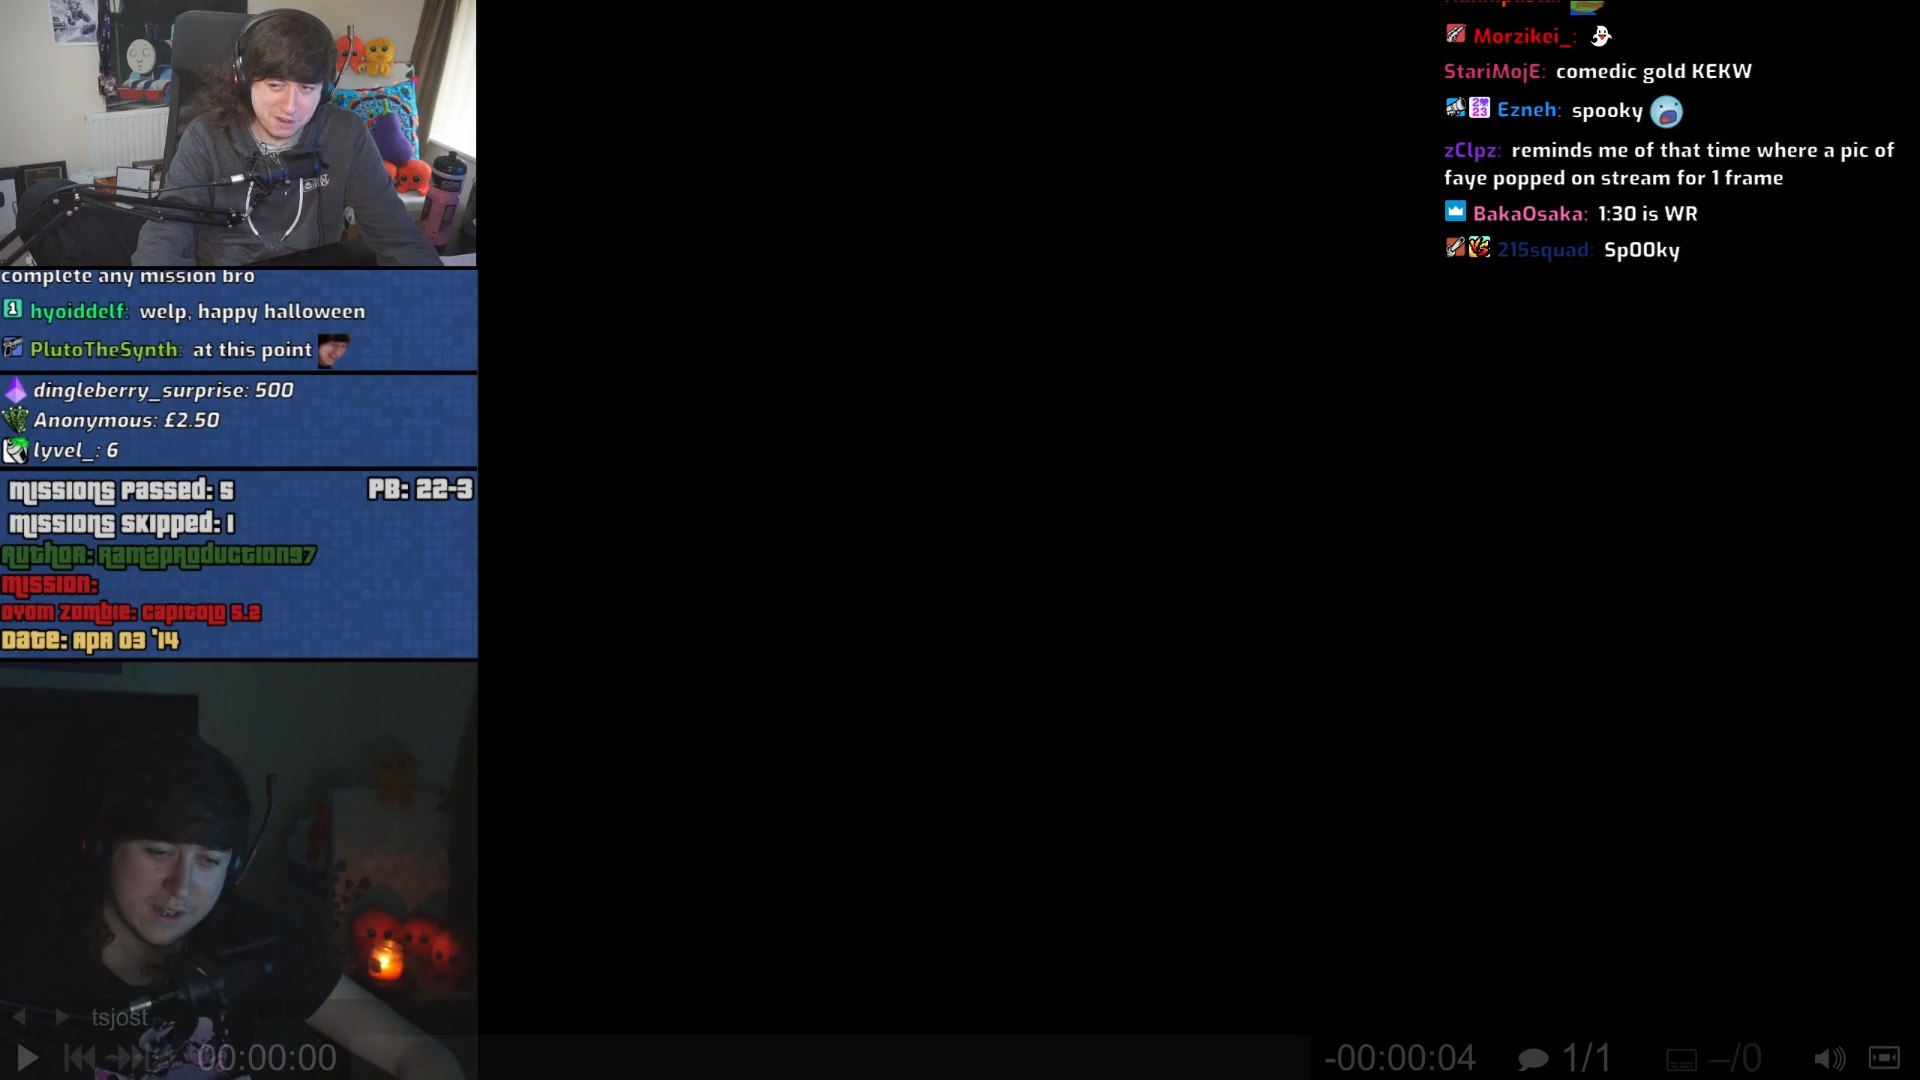 complete any mission bro
hyoiddelf: welp, happy halloween
PlutoTheSynth: at this point
dingleberry_surprise: 500
Anonymous: £2.50
lyvel_: 6
missions passed: 5
PB: 22-3
missions skipped: 1
Author: Ramaproduction97
mission:
DYOM Zombie: Capitolo 5.2
Date: Apr 03 '14
tsjost
00:00:00
Morzikei_:
StariMojE: comedic gold KEKW
Ezneh: spooky
zClpz: reminds me of that time where a pic of
faye popped on stream for 1 frame
BakaOsaka: 1:30 is WR
215squad: Sp00ky
-00:00:04
1/1
–/0